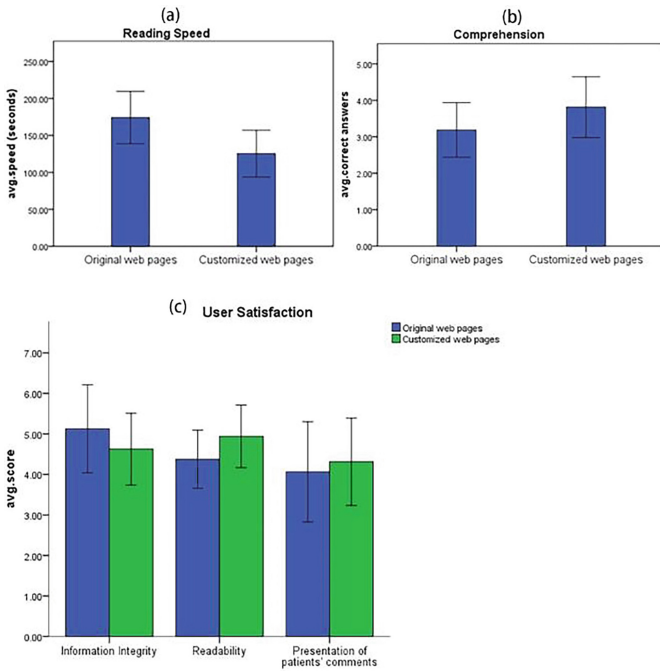 (a)
Reading Speed
avg.speed (seconds)
250.00
200.00
150.00
100.00
50.00
0.00
Original web pages
Customized web pages
(b)
Comprehension
avg.correct answers
5.00
4.00
3.00
2.00
1.00
0.00
Original web pages
Customized web pages
(c)
User Satisfaction
Original web pages
Customized web pages
avg.score
7.00
6.00
5.00
4.00
3.00
2.00
1.00
0.00
Information Integrity
Readability
Presentation of
patients' comments